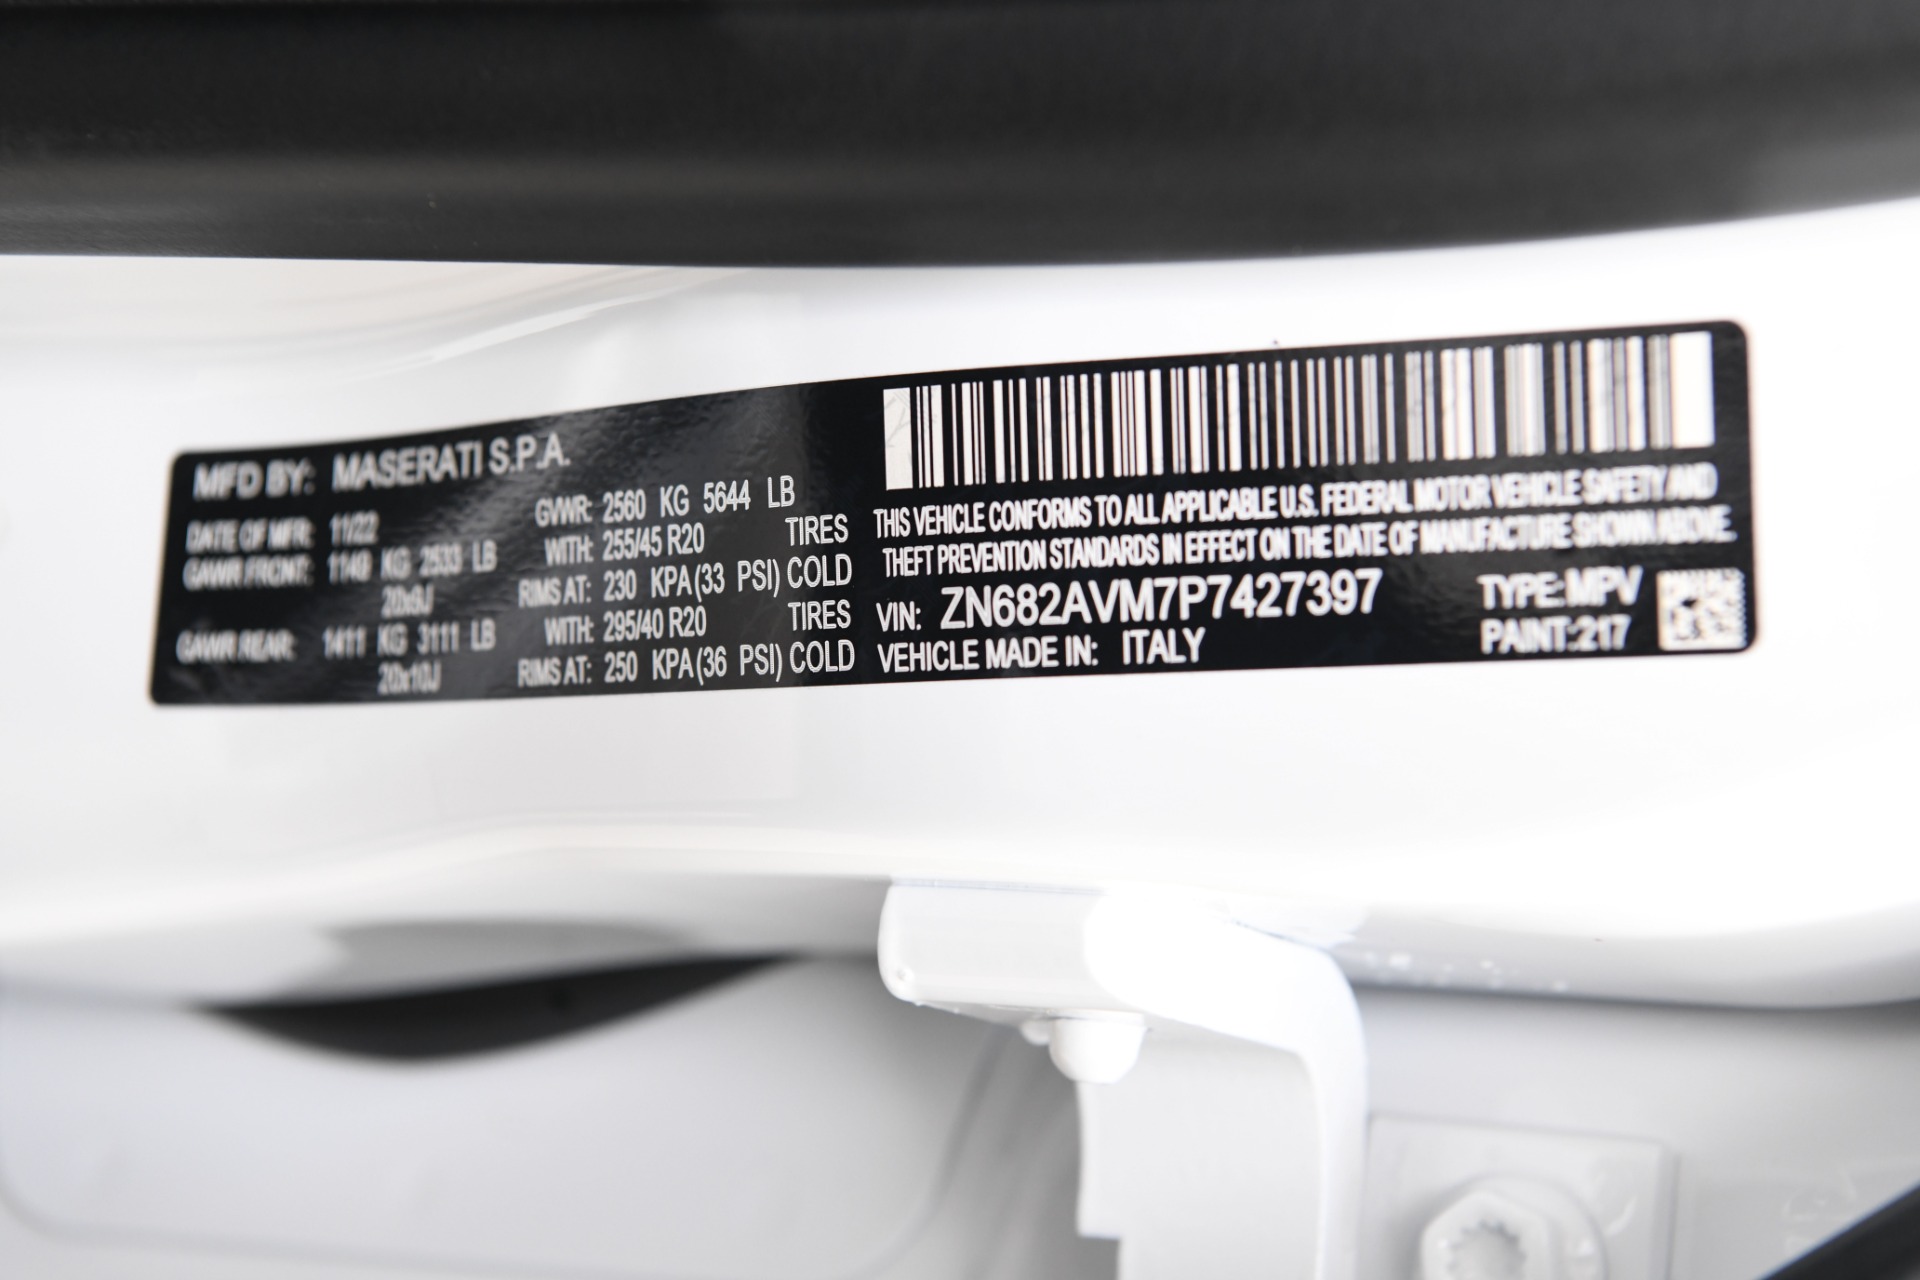 MFD BY: MASERATI S.P.A.
DATE OF MFR: 11/22 GVWR: 2560 KG 5644 LB
GAWR FRONT: 1149 KG 2533 LB WITH: 255/45 R20 TIRES
20x9J RIMS AT: 230 KPA(33 PSI) COLD
GAWR REAR: 1411 KG 3111 LB WITH: 295/40 R20 TIRES
20x10J RIMS AT: 250 KPA(36 PSI) COLD
THIS VEHICLE CONFORMS TO ALL APPLICABLE U.S. FEDERAL MOTOR VEHICLE SAFETY AND
THEFT PREVENTION STANDARDS IN EFFECT ON THE DATE OF MANUFACTURE SHOWN ABOVE.
VIN: ZN682AVM7P7427397 TYPE:MPV
VEHICLE MADE IN: ITALY PAINT:217